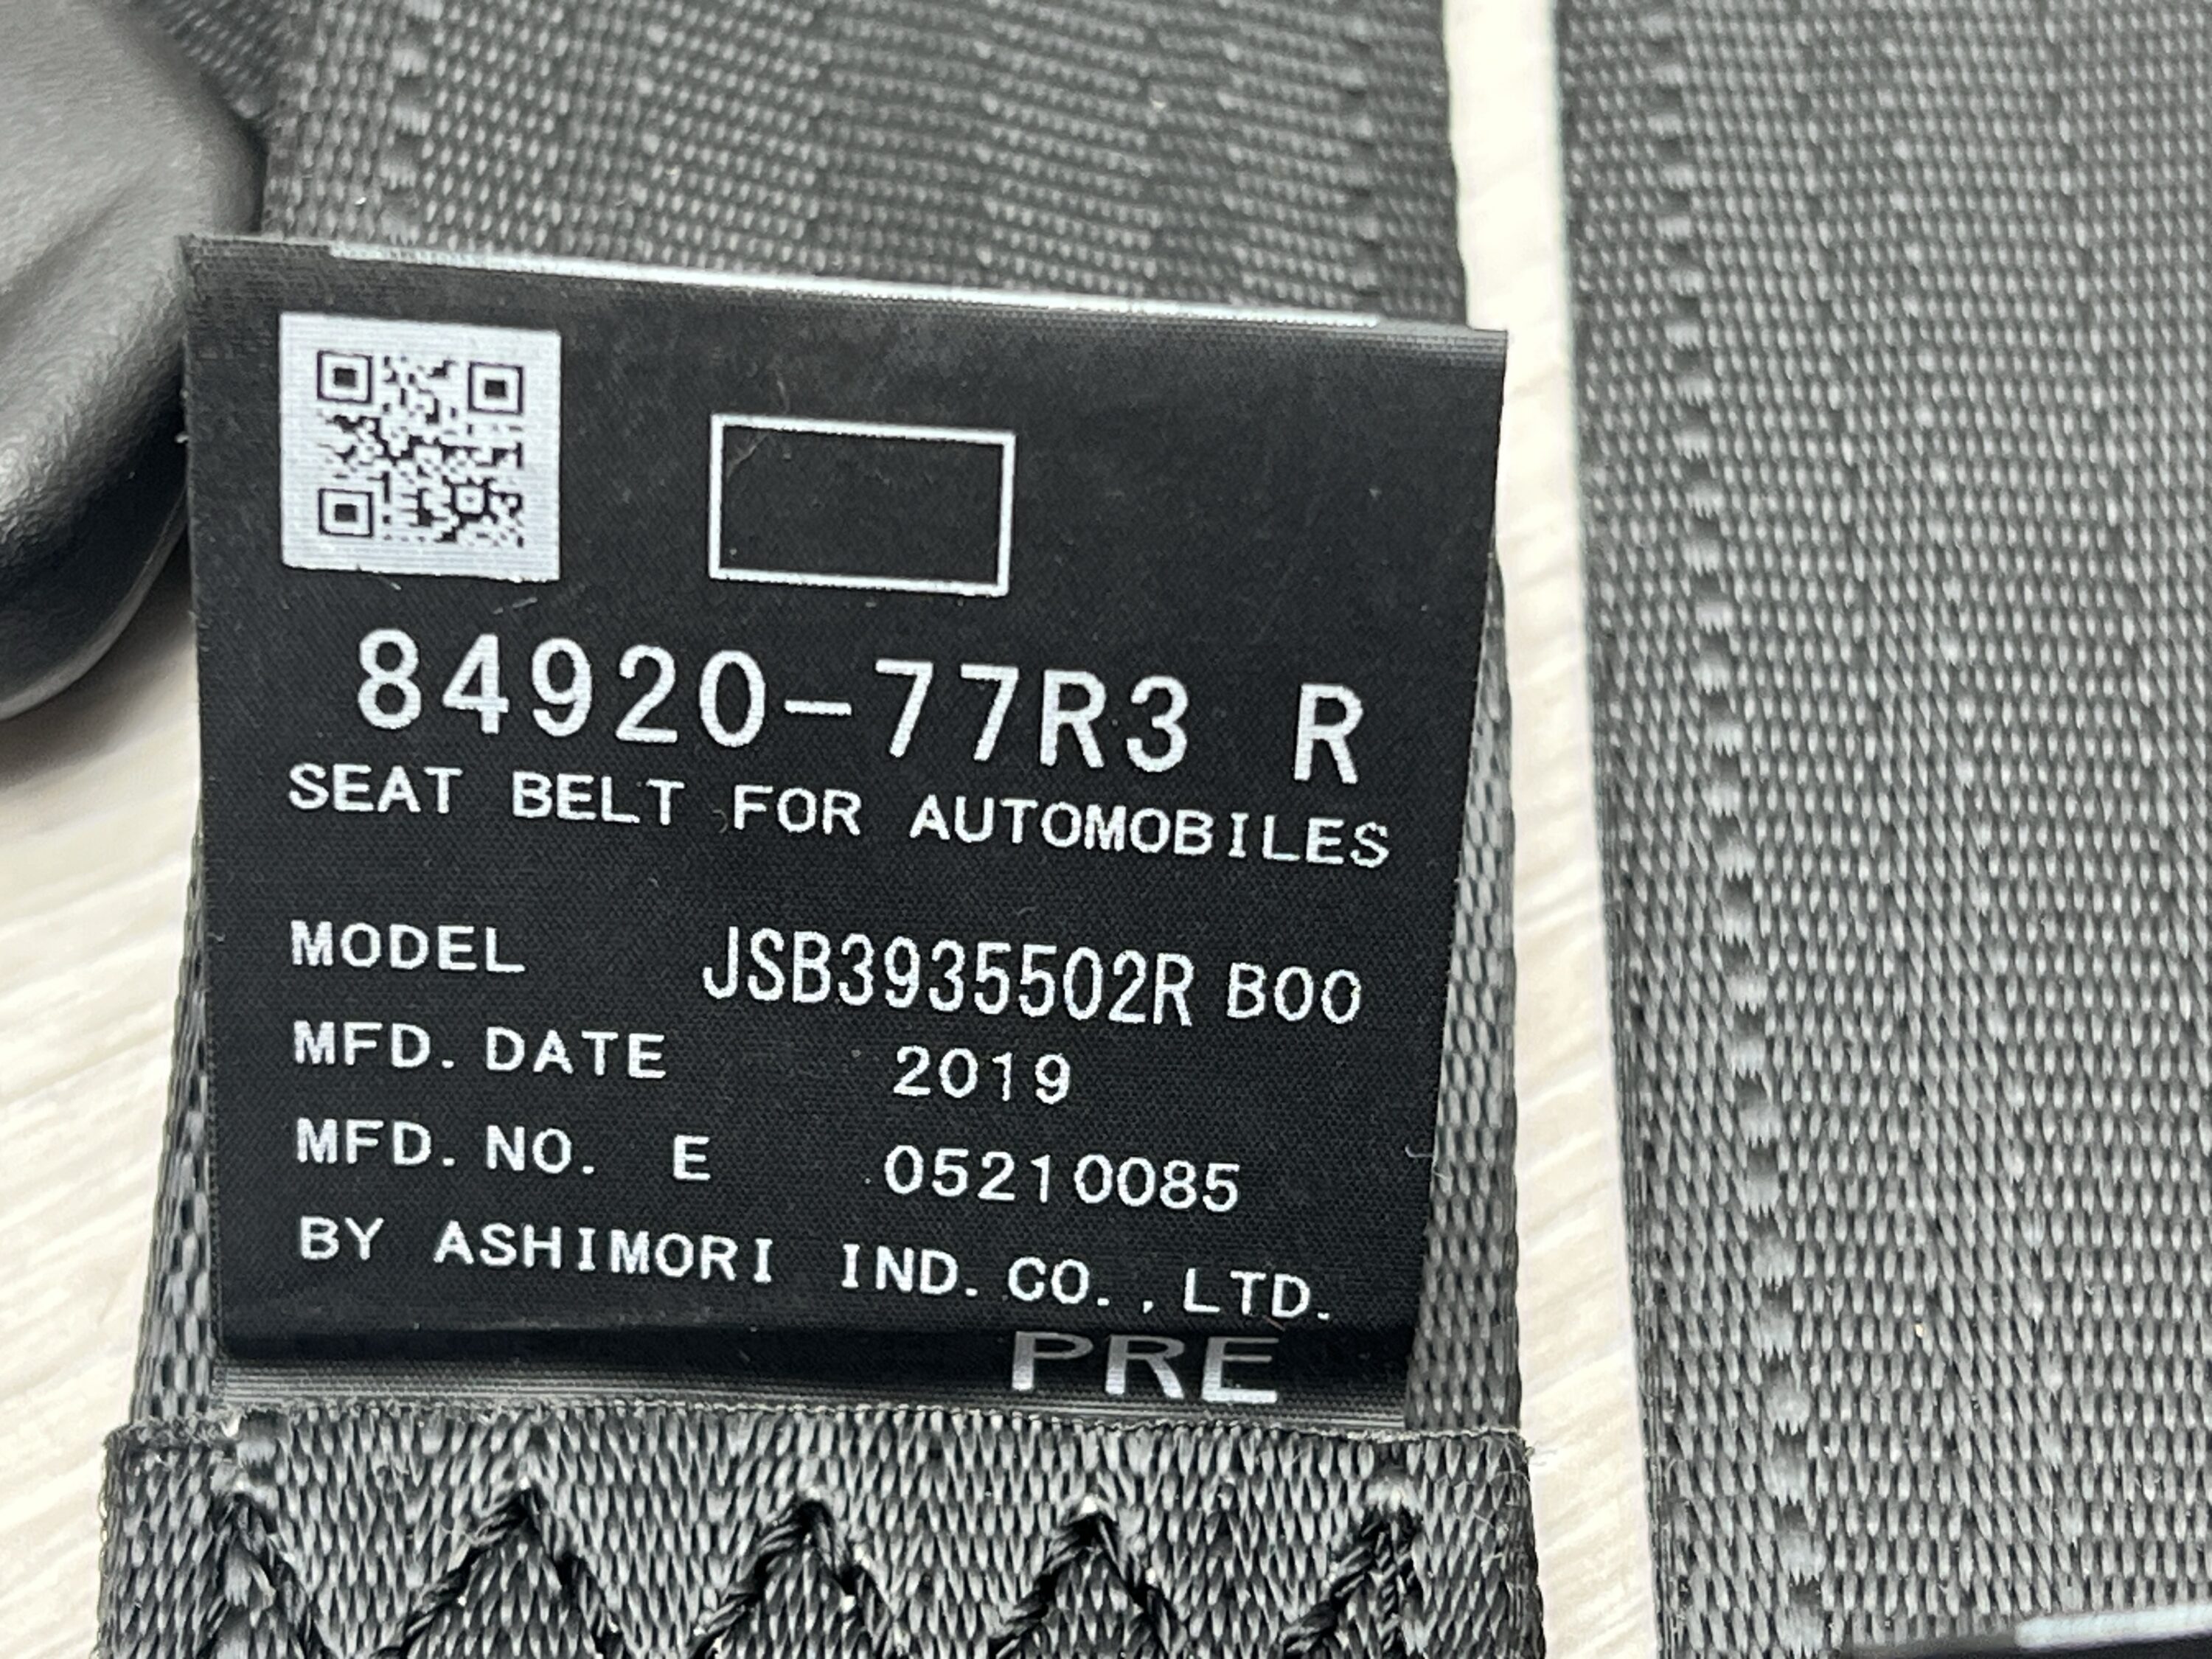 84920-77R3 R
SEAT BELT FOR AUTOMOBILES
MODEL JSB3935502R B00
MFD. DATE 2019
MFD. NO. E 05210085
BY ASHIMORI IND. CO., LTD.
PRE